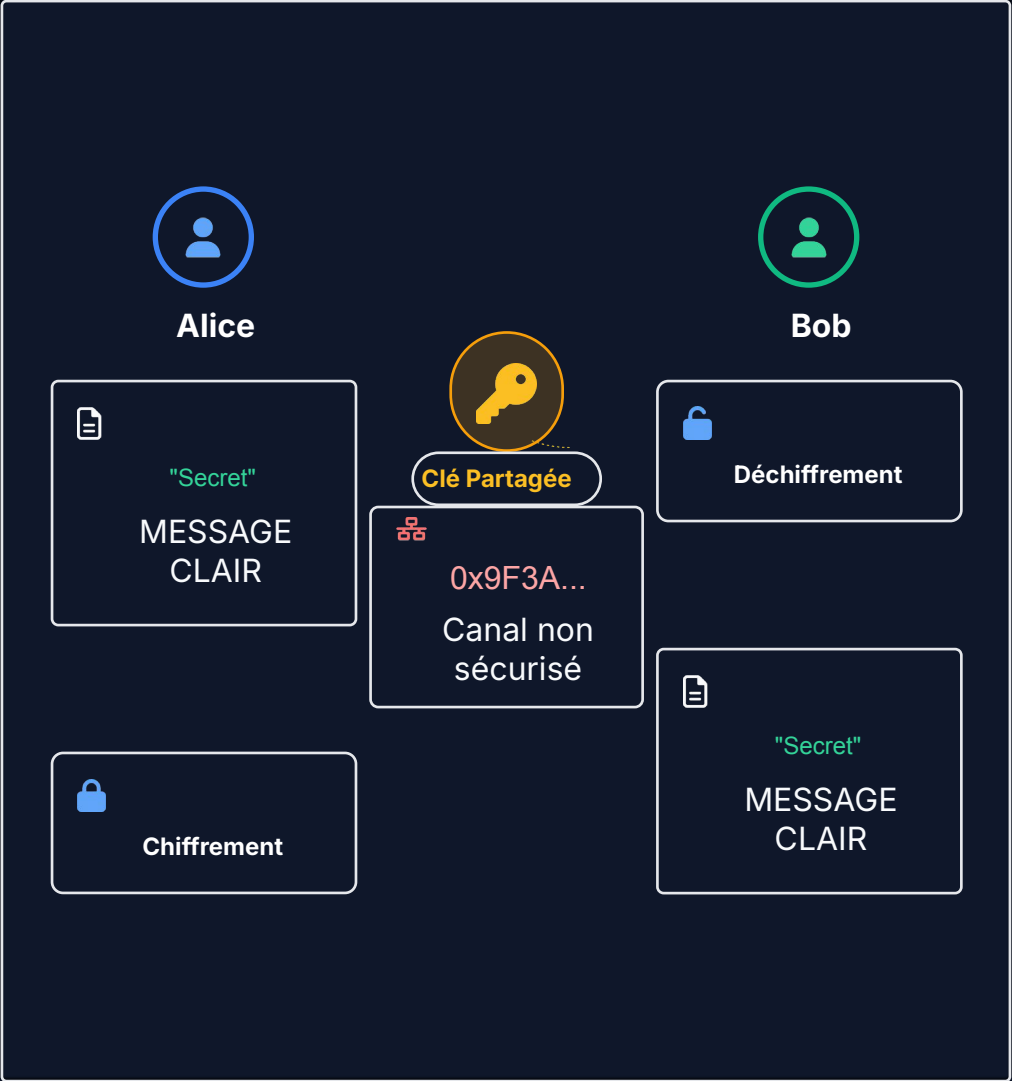 Alice
"Secret"
MESSAGE
CLAIR
Chiffrement
Clé Partagée
0x9F3A...
Canal non
sécurisé
Bob
Déchiffrement
"Secret"
MESSAGE
CLAIR